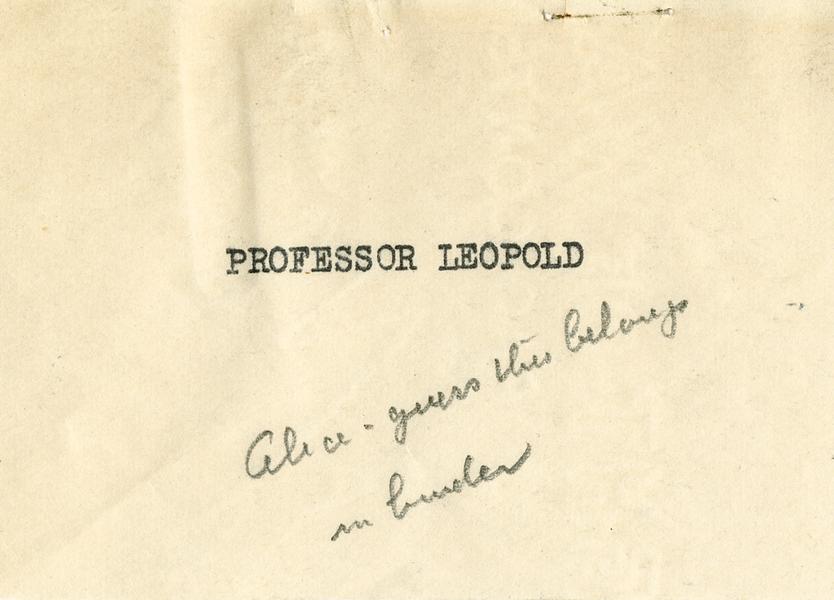 PROFESSOR LEOPOLD
Alice - guess this belongs
in binder